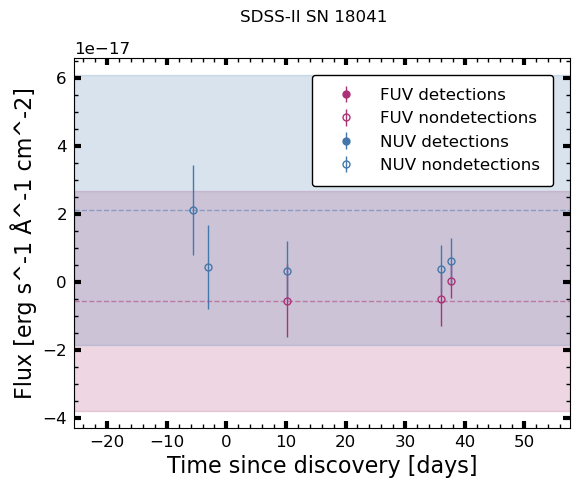 SDSS-II SN 18041
1e−17
6
4
2
0
−2
−4
Flux [erg s^-1 Å^-1 cm^-2]
FUV detections
FUV nondetections
NUV detections
NUV nondetections
−20 −10 0 10 20 30 40 50
Time since discovery [days]